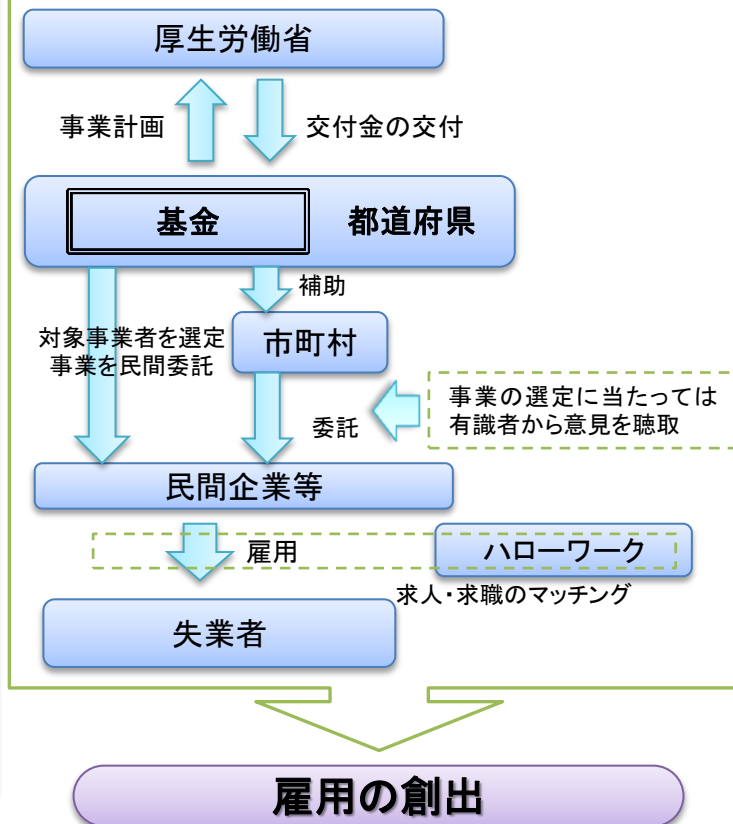 厚生労働省
事業計画
交付金の交付
基金
都道府県
補助
対象事業者を選定
事業を民間委託
市町村
事業の選定に当たっては
有識者から意見を聴取
委託
民間企業等
雇用
ハローワーク
求人・求職のマッチング
失業者
雇用の創出